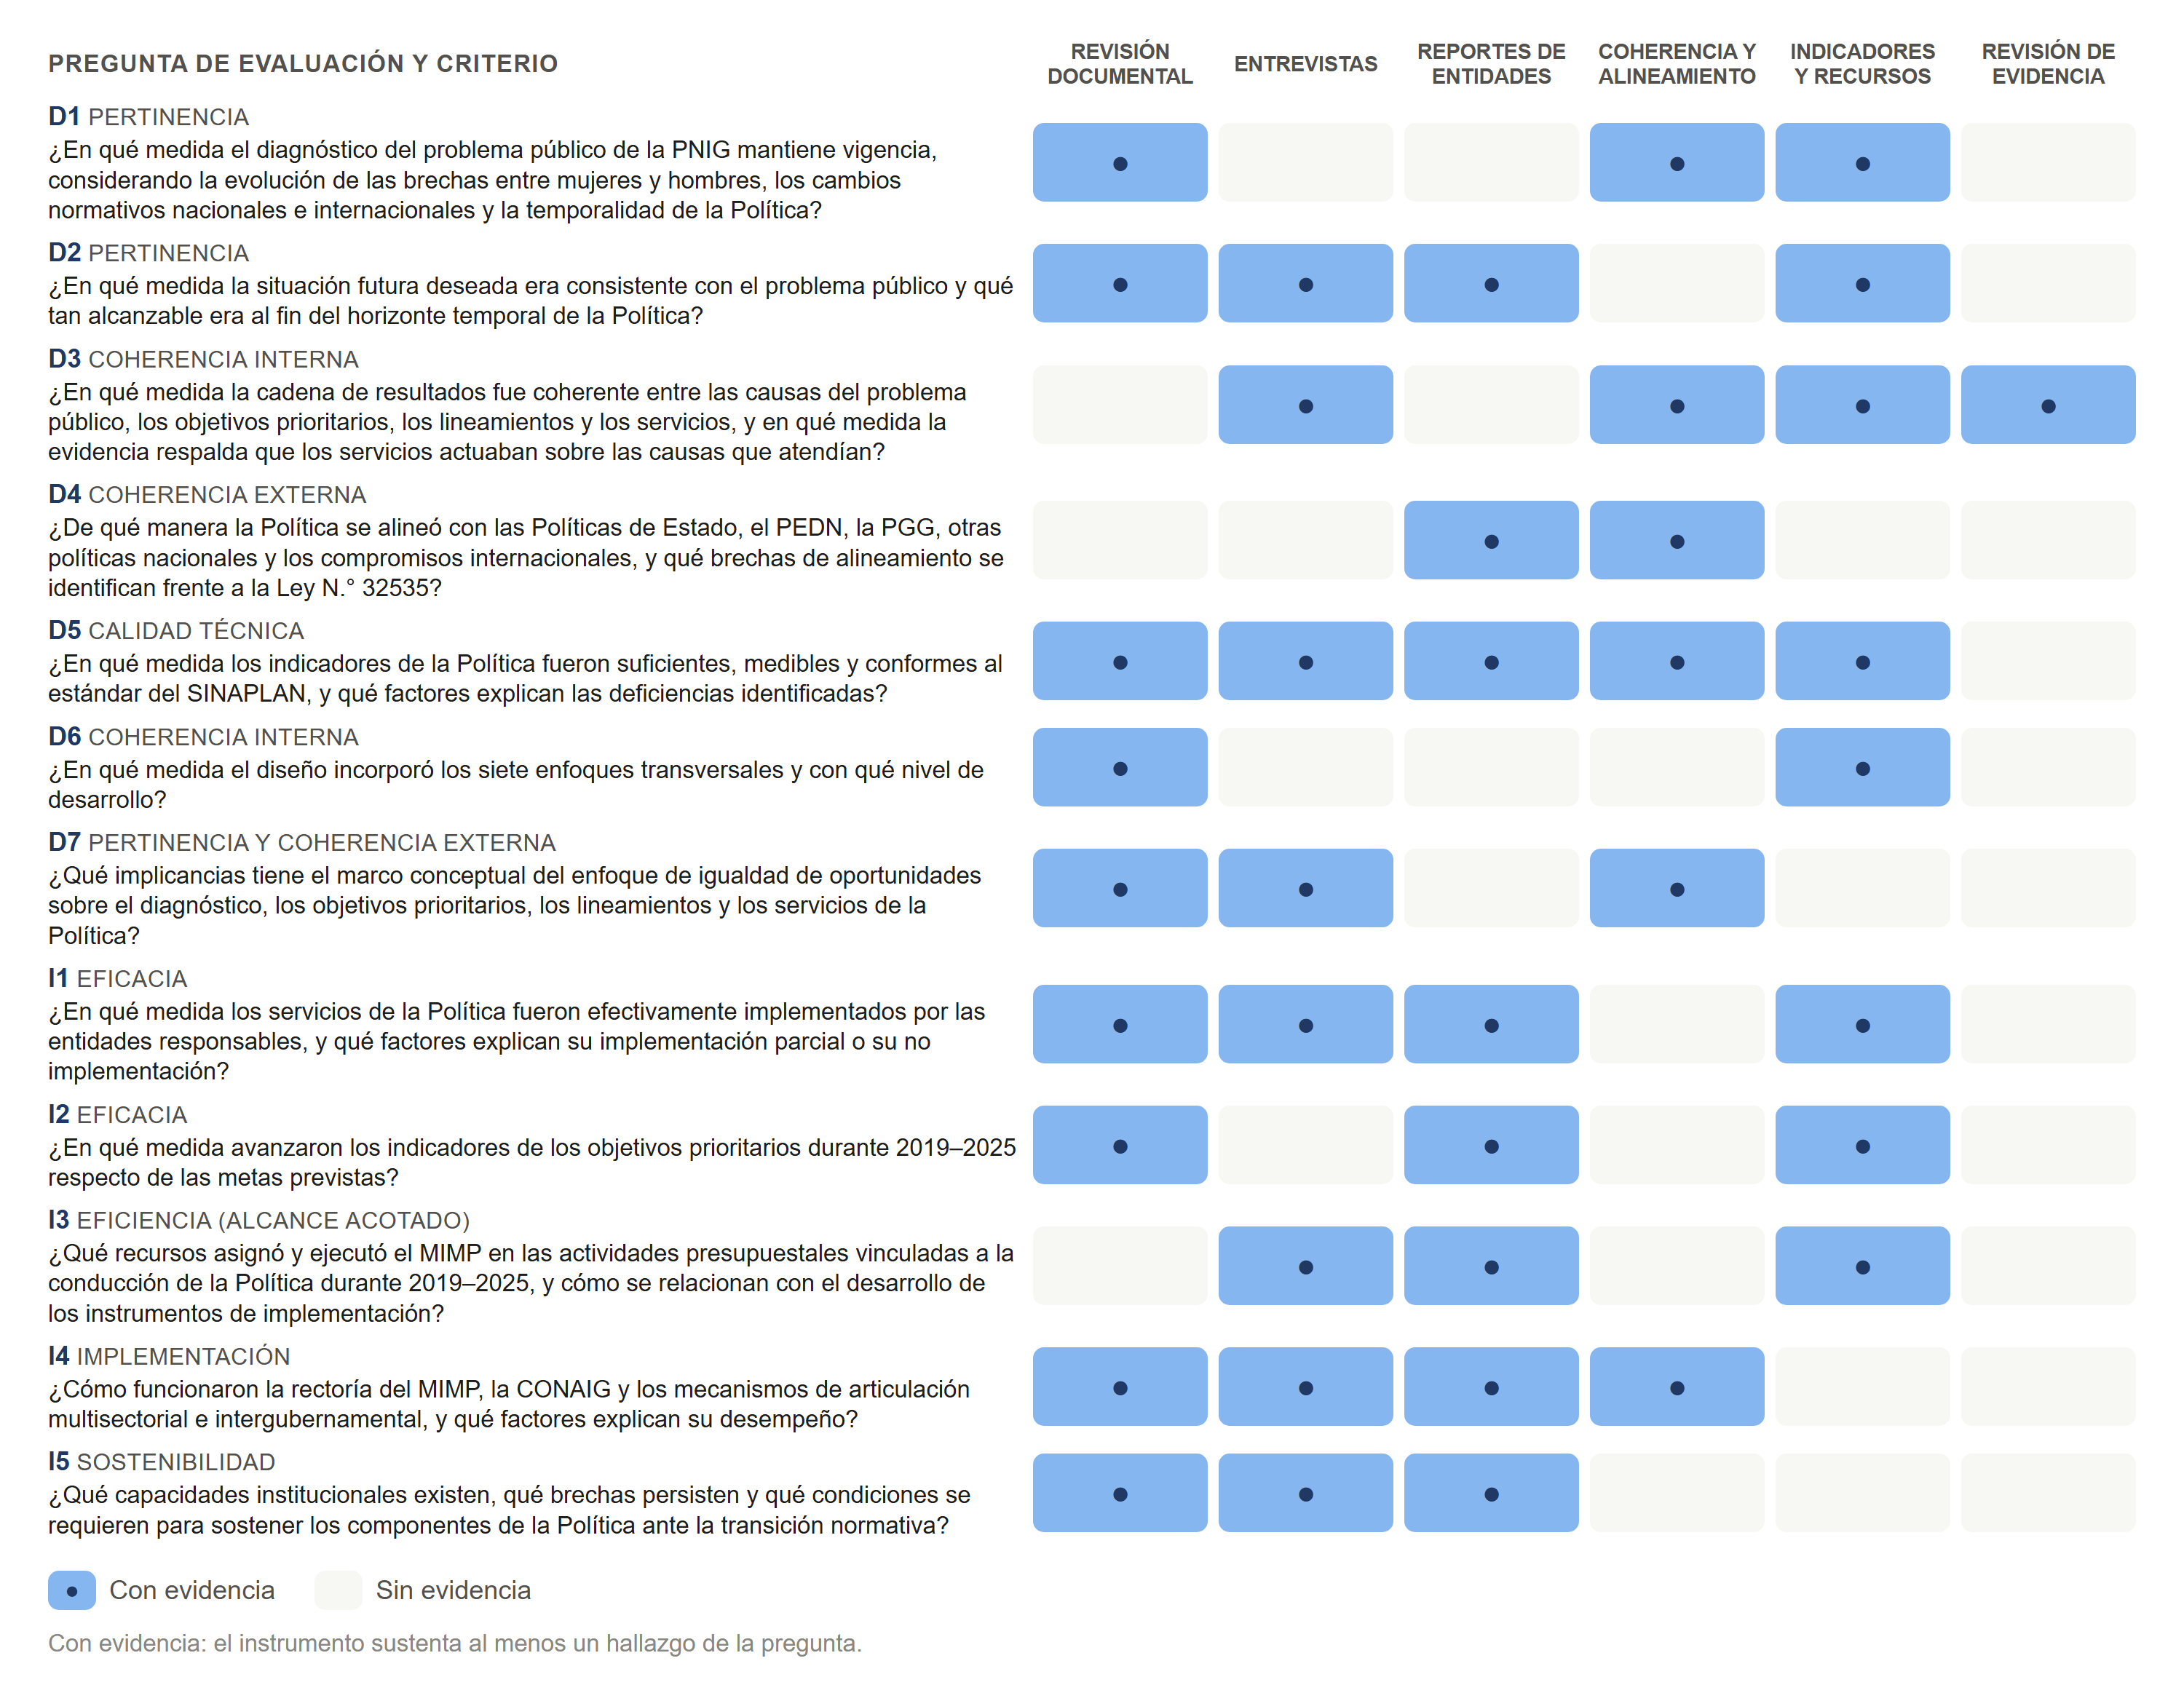 PREGUNTA DE EVALUACIÓN Y CRITERIO
REVISIÓN DOCUMENTAL
ENTREVISTAS
REPORTES DE ENTIDADES
COHERENCIA Y ALINEAMIENTO
INDICADORES Y RECURSOS
REVISIÓN DE EVIDENCIA
D1 PERTINENCIA
¿En qué medida el diagnóstico del problema público de la PNIG mantiene vigencia,
considerando la evolución de las brechas entre mujeres y hombres, los cambios
normativos nacionales e internacionales y la temporalidad de la Política?
D2 PERTINENCIA
¿En qué medida la situación futura deseada era consistente con el problema público y qué
tan alcanzable era al fin del horizonte temporal de la Política?
D3 COHERENCIA INTERNA
¿En qué medida la cadena de resultados fue coherente entre las causas del problema
público, los objetivos prioritarios, los lineamientos y los servicios, y en qué medida la
evidencia respalda que los servicios actuaban sobre las causas que atendían?
D4 COHERENCIA EXTERNA
¿De qué manera la Política se alineó con las Políticas de Estado, el PEDN, la PGG, otras
políticas nacionales y los compromisos internacionales, y qué brechas de alineamiento se
identifican frente a la Ley N.° 32535?
D5 CALIDAD TÉCNICA
¿En qué medida los indicadores de la Política fueron suficientes, medibles y conformes al
estándar del SINAPLAN, y qué factores explican las deficiencias identificadas?
D6 COHERENCIA INTERNA
¿En qué medida el diseño incorporó los siete enfoques transversales y con qué nivel de
desarrollo?
D7 PERTINENCIA Y COHERENCIA EXTERNA
¿Qué implicancias tiene el marco conceptual del enfoque de igualdad de oportunidades
sobre el diagnóstico, los objetivos prioritarios, los lineamientos y los servicios de la
Política?
I1 EFICACIA
¿En qué medida los servicios de la Política fueron efectivamente implementados por las
entidades responsables, y qué factores explican su implementación parcial o su no
implementación?
I2 EFICACIA
¿En qué medida avanzaron los indicadores de los objetivos prioritarios durante 2019–2025
respecto de las metas previstas?
I3 EFICIENCIA (ALCANCE ACOTADO)
¿Qué recursos asignó y ejecutó el MIMP en las actividades presupuestales vinculadas a la
conducción de la Política durante 2019–2025, y cómo se relacionan con el desarrollo de
los instrumentos de implementación?
I4 IMPLEMENTACIÓN
¿Cómo funcionaron la rectoría del MIMP, la CONAIG y los mecanismos de articulación
multisectorial e intergubernamental, y qué factores explican su desempeño?
I5 SOSTENIBILIDAD
¿Qué capacidades institucionales existen, qué brechas persisten y qué condiciones se
requieren para sostener los componentes de la Política ante la transición normativa?
Con evidencia
Sin evidencia
Con evidencia: el instrumento sustenta al menos un hallazgo de la pregunta.